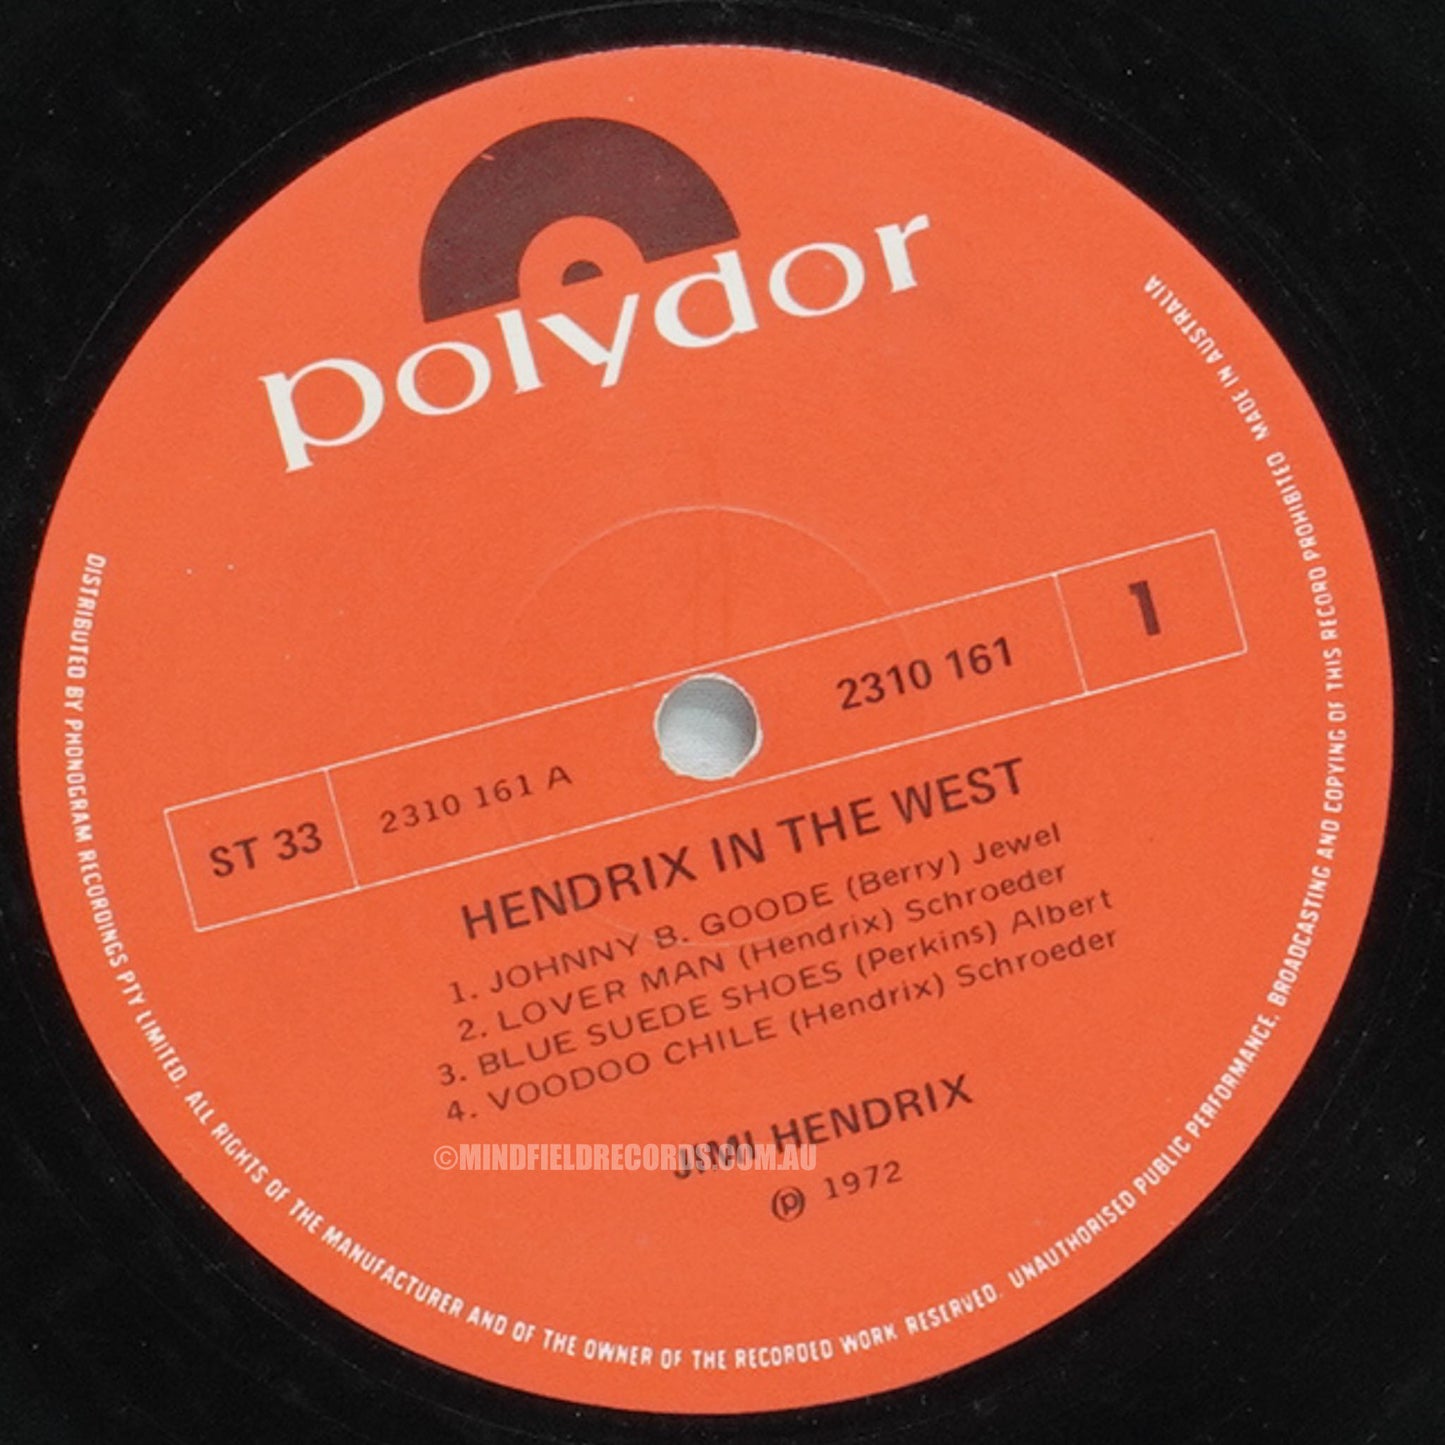 polydor
ST 33
2310 161 A
2310 161
1
HENDRIX IN THE WEST
1. JOHNNY B. GOODE (Berry) Jewel
2. LOVER MAN (Hendrix) Schroeder
3. BLUE SUEDE SHOES (Perkins) Albert
4. VOODOO CHILE (Hendrix) Schroeder
JIMI HENDRIX
℗ 1972
©MINDFIELDRECORDS.COM.AU
DISTRIBUTED BY PHONOGRAM RECORDINGS PTY LIMITED. ALL RIGHTS OF THE MANUFACTURER AND OF THE OWNER OF THE RECORDED WORK RESERVED. UNAUTHORISED PUBLIC PERFORMANCE, BROADCASTING AND COPYING OF THIS RECORD PROHIBITED MADE IN AUSTRALIA